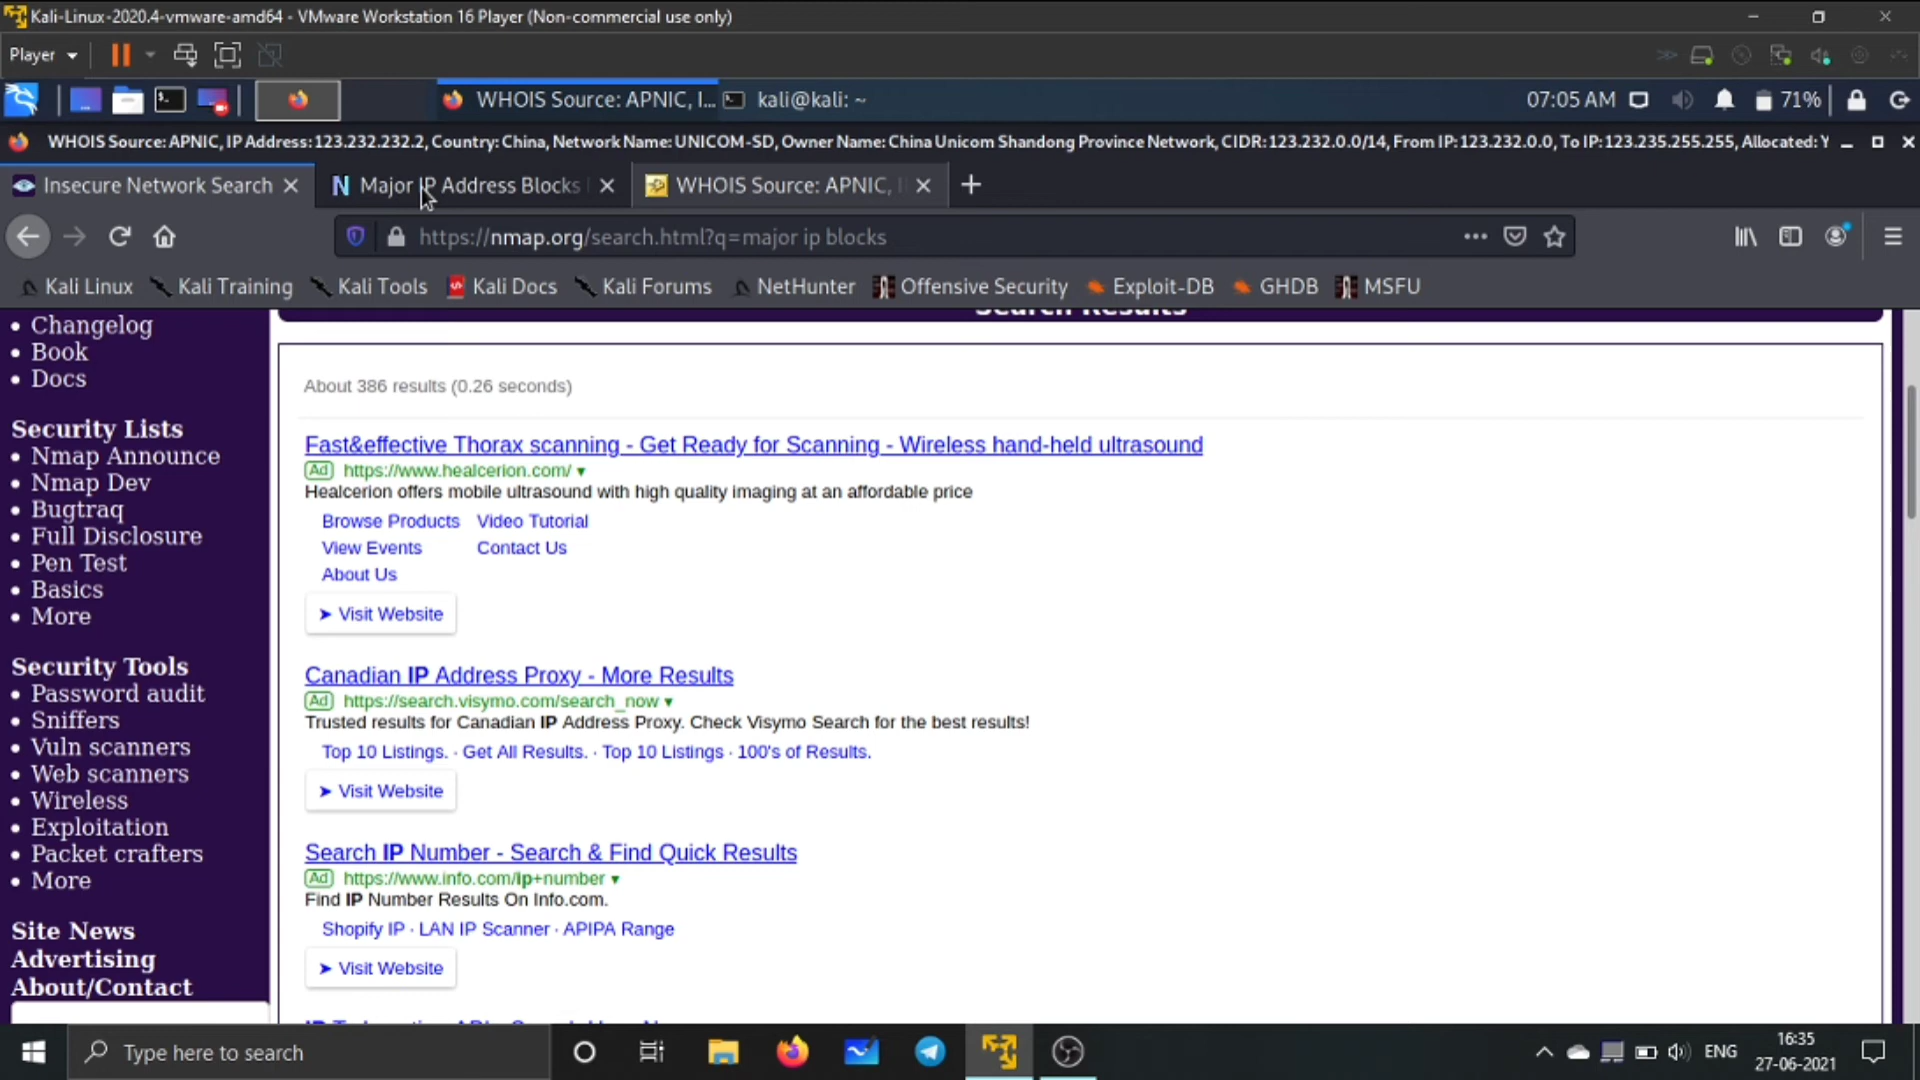 Kali-Linux-2020.4-vmware-amd64 - VMware Workstation 16 Player (Non-commercial use only)
Player
WHOIS Source: APNIC, I...
kali@kali: ~
07:05 AM
71%
WHOIS Source: APNIC, IP Address: 123.232.232.2, Country: China, Network Name: UNICOM-SD, Owner Name: China Unicom Shandong Province Network, CIDR: 123.232.0.0/14, From IP: 123.232.0.0, To IP: 123.235.255.255, Allocated: Y
Insecure Network Search
Major IP Address Blocks
WHOIS Source: APNIC, I
https://nmap.org/search.html?q=major ip blocks
Kali Linux
Kali Training
Kali Tools
Kali Docs
Kali Forums
NetHunter
Offensive Security
Exploit-DB
GHDB
MSFU
Changelog
Book
Docs
Security Lists
Nmap Announce
Nmap Dev
Bugtraq
Full Disclosure
Pen Test
Basics
More
Security Tools
Password audit
Sniffers
Vuln scanners
Web scanners
Wireless
Exploitation
Packet crafters
More
Site News
Advertising
About/Contact
Search Results
About 386 results (0.26 seconds)
Fast&effective Thorax scanning - Get Ready for Scanning - Wireless hand-held ultrasound
Ad https://www.healcerion.com/
Healcerion offers mobile ultrasound with high quality imaging at an affordable price
Browse Products Video Tutorial
View Events Contact Us
About Us
Visit Website
Canadian IP Address Proxy - More Results
Ad https://search.visymo.com/search_now
Trusted results for Canadian IP Address Proxy. Check Visymo Search for the best results!
Top 10 Listings. · Get All Results. · Top 10 Listings · 100's of Results.
Visit Website
Search IP Number - Search & Find Quick Results
Ad https://www.info.com/ip+number
Find IP Number Results On Info.com.
Shopify IP · LAN IP Scanner · APIPA Range
Visit Website
Type here to search
ENG
16:35
27-06-2021